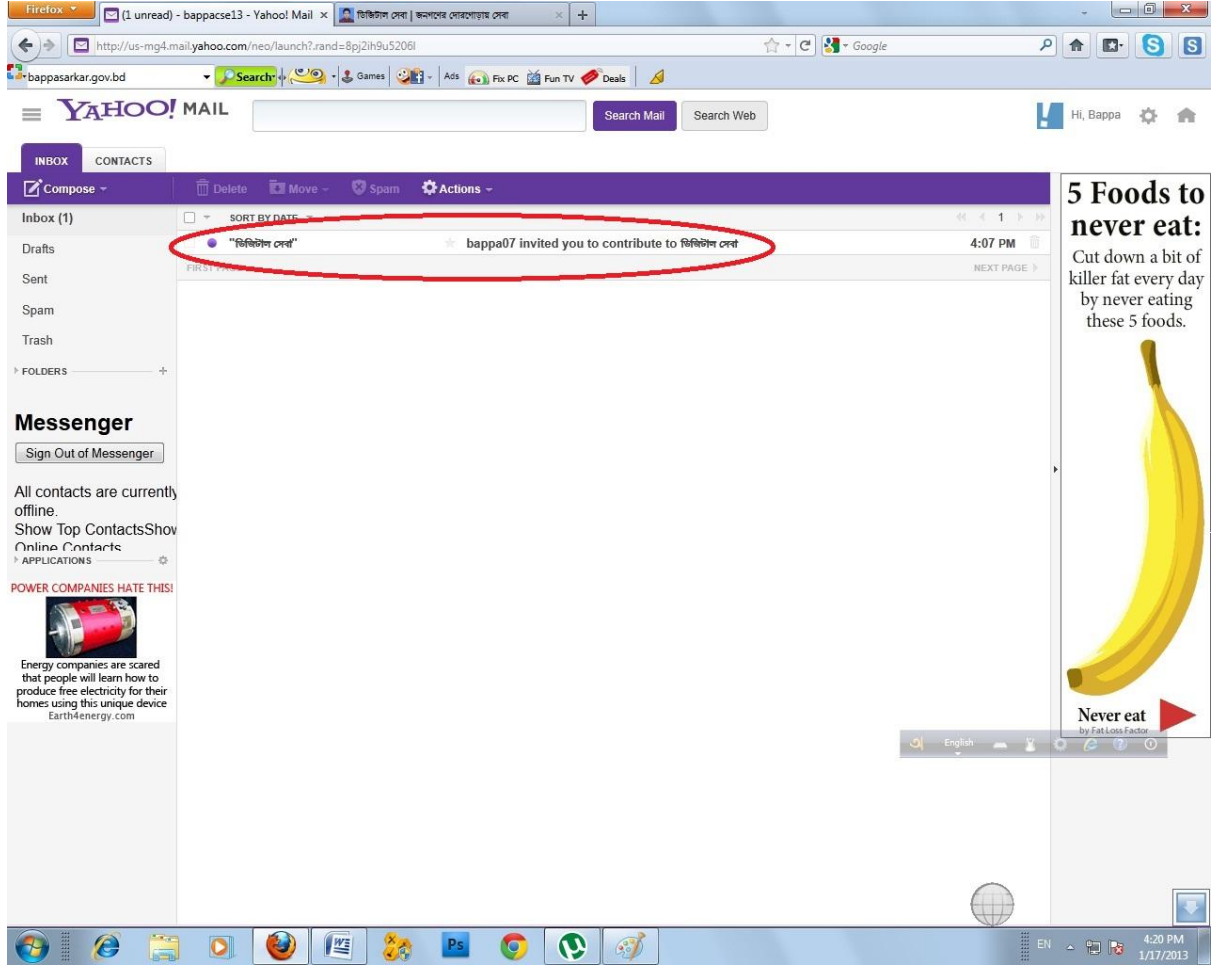 Firefox
(1 unread) - bappacse13 - Yahoo! Mail
ডিজিটাল সেবা | জনগণের দোরগোড়ায় সেবা
http://us-mg4.mail.yahoo.com/neo/launch?.rand=8pj2ih9u5206l
Google
bappasarkar.gov.bd
Search
Games
Ads
Fix PC
Fun TV
Deals
YAHOO! MAIL
Search Mail
Search Web
Hi, Bappa
INBOX
CONTACTS
Compose
Delete
Move
Spam
Actions
Inbox (1)
SORT BY DATE
1
"ডিজিটাল সেবা"
bappa07 invited you to contribute to ডিজিটাল সেবা
4:07 PM
NEXT PAGE
Drafts
Sent
Spam
Trash
FOLDERS
Messenger
Sign Out of Messenger
All contacts are currently
offline.
Show Top ContactsShow
Online Contacts
APPLICATIONS
POWER COMPANIES HATE THIS!
Energy companies are scared
that people will learn how to
produce free electricity for their
homes using this unique device
Earth4energy.com
5 Foods to
never eat:
Cut down a bit of
killer fat every day
by never eating
these 5 foods.
Never eat
by Fat Loss Factor
English
Ps
EN
4:20 PM
1/17/2013